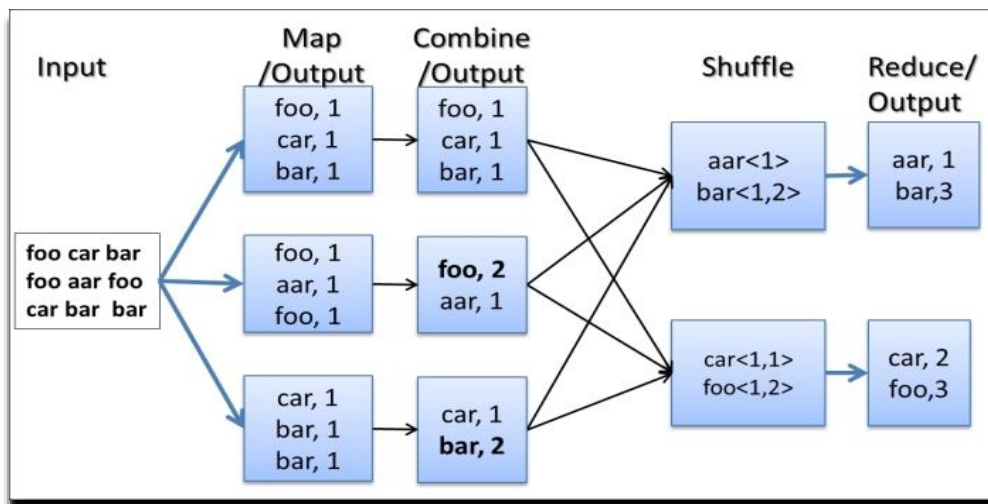 Input
Map
/Output
Combine
/Output
Shuffle
Reduce/
Output
foo car bar
foo aar foo
car bar  bar
foo, 1
car, 1
bar, 1
foo, 1
aar, 1
foo, 1
car, 1
bar, 1
bar, 1
foo, 1
car, 1
bar, 1
foo, 2
aar, 1
car, 1
bar, 2
aar<1>
bar<1,2>
car<1,1>
foo<1,2>
aar, 1
bar,3
car, 2
foo,3